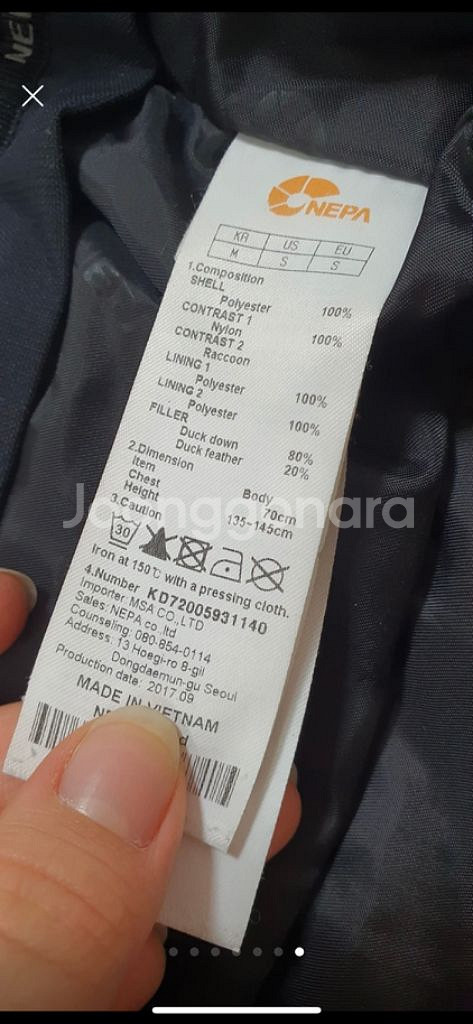 NEPA
KR US EU
M S S
1.Composition
SHELL
Polyester 100%
CONTRAST 1
Nylon 100%
CONTRAST 2
Raccoon
LINING 1
Polyester 100%
LINING 2
Polyester 100%
FILLER
Duck down 80%
Duck feather 20%
2.Dimension
Item Body
Chest 70cm
Height 135~145cm
3.Caution
30
Iron at 150℃ with a pressing cloth.
4.Number KD72005931140
Importer: MSA CO.,LTD
Sales: NEPA co.,ltd
Counseling: 080-854-0114
Address: 13 Hoegi-ro 8-gil
Dongdaemun-gu Seoul
Production date: 2017.09
MADE IN VIETNAM
Joonggonara